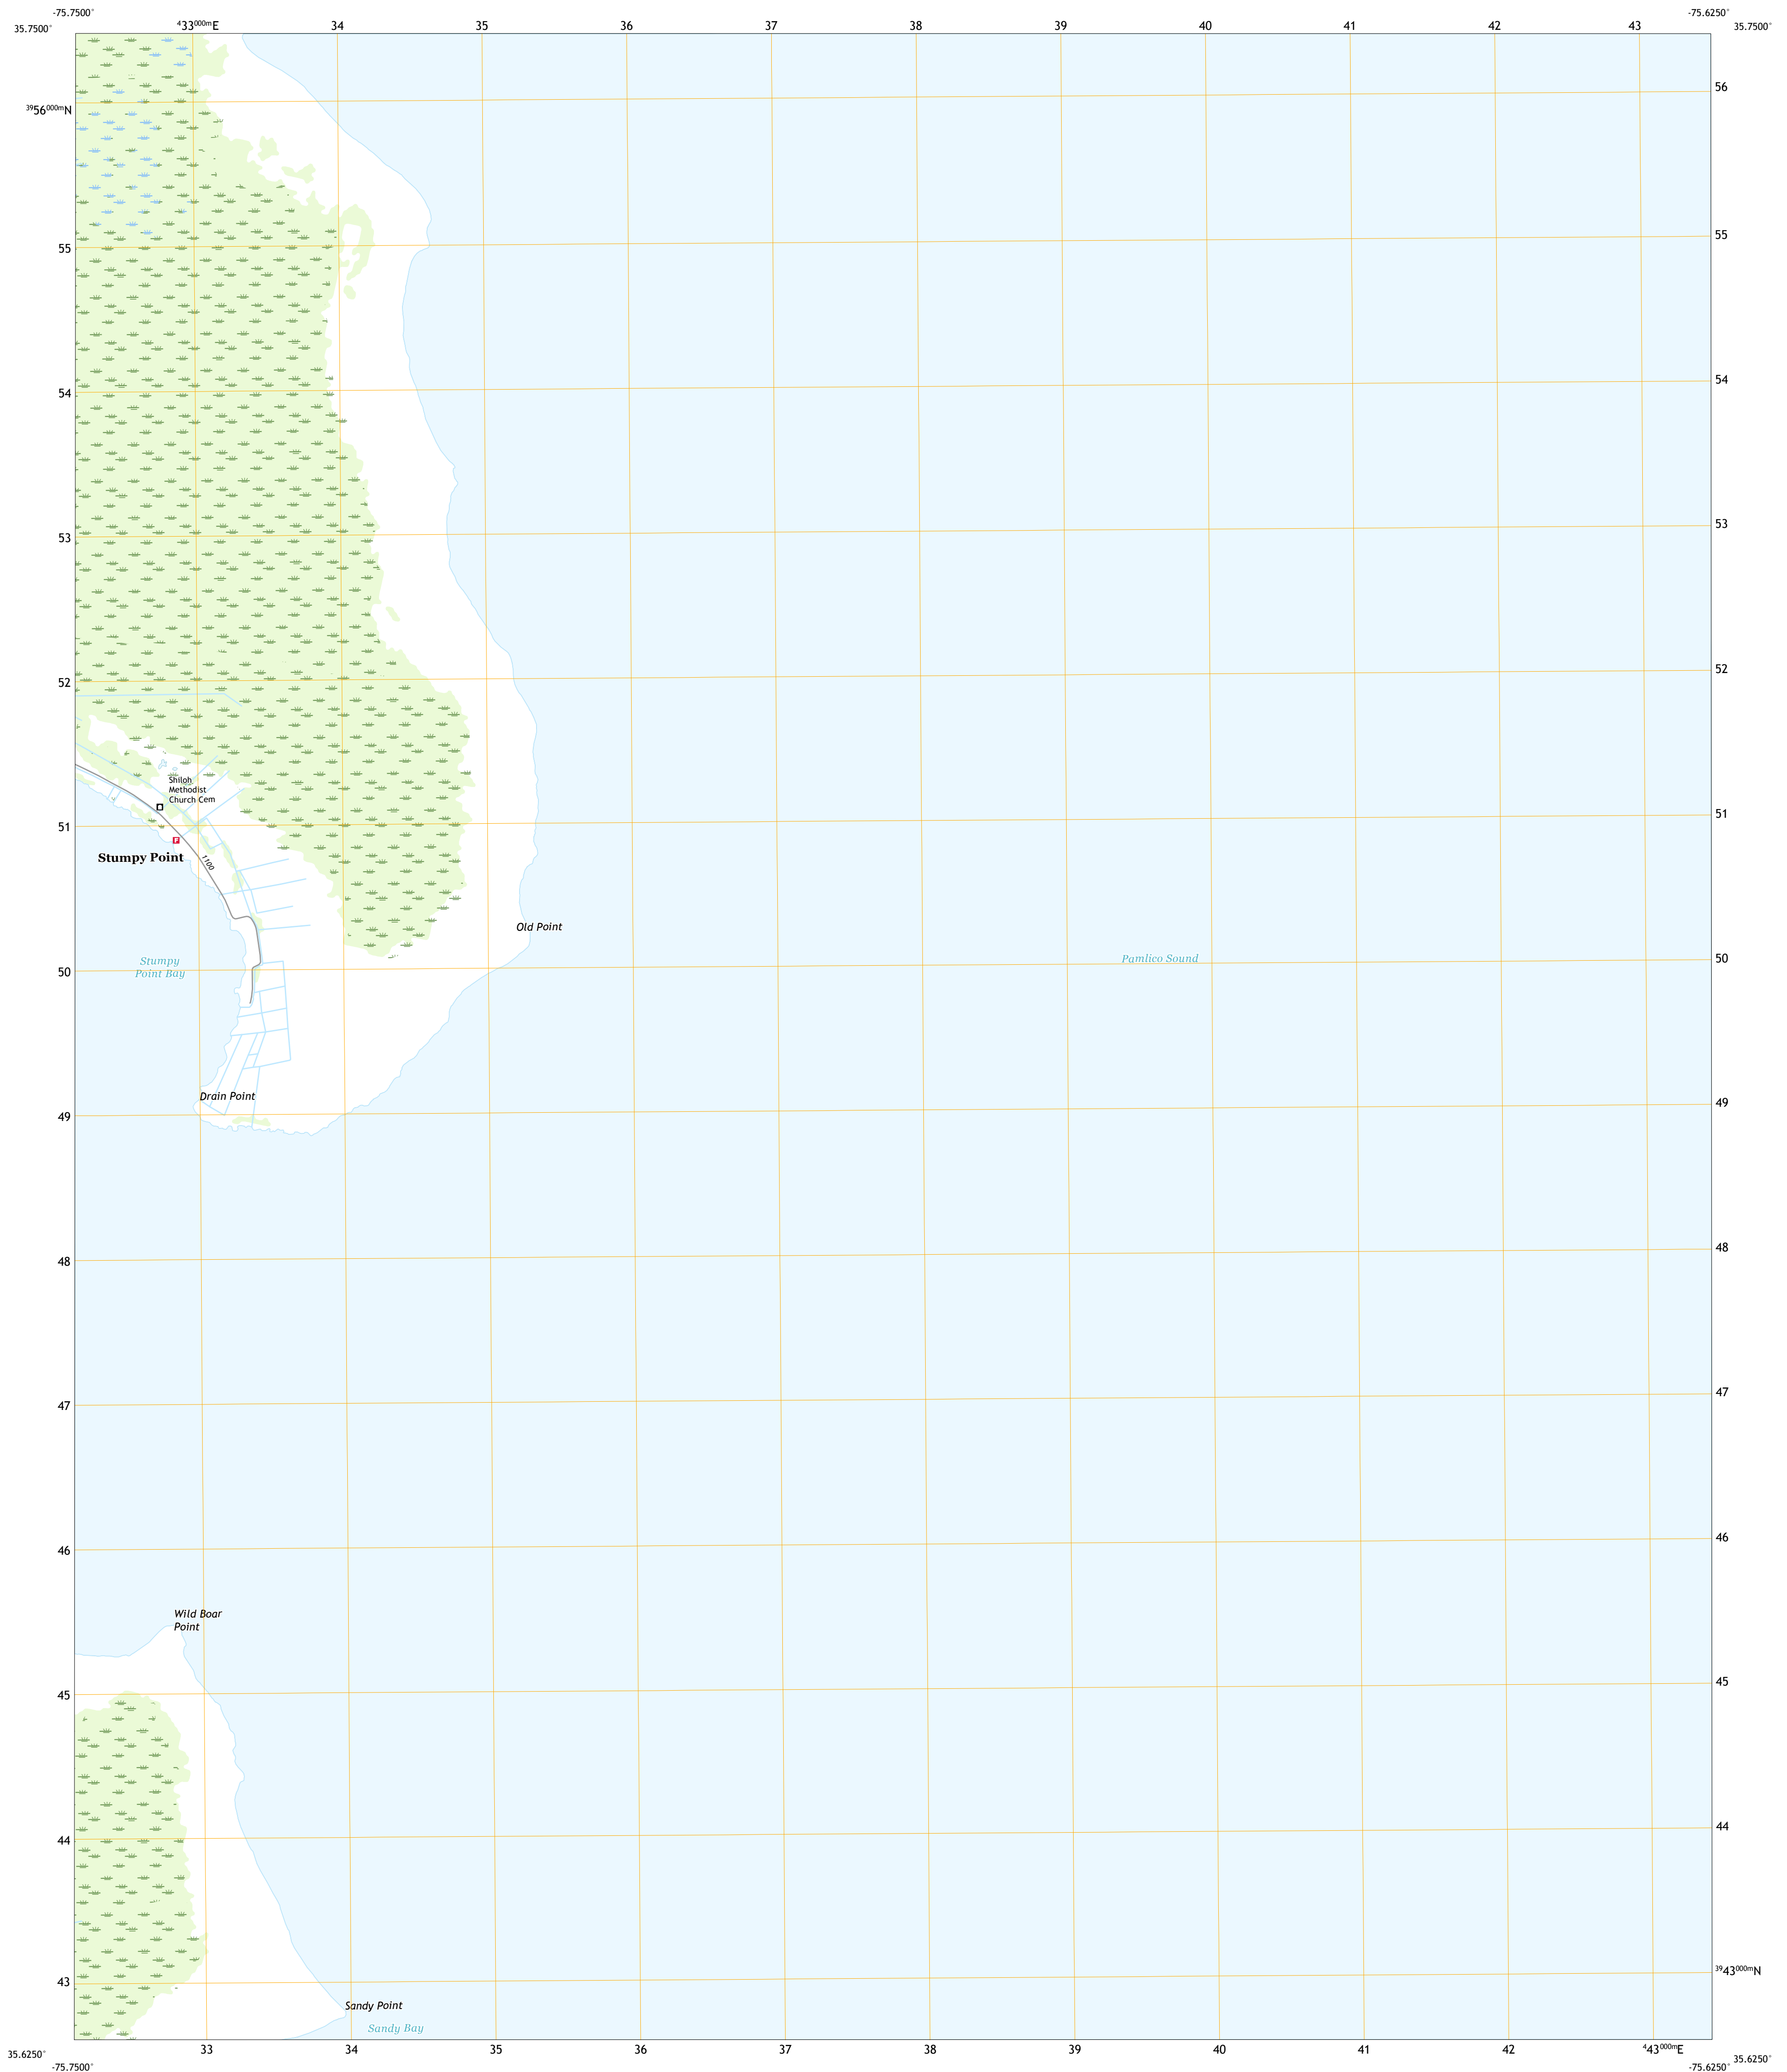 -75.7500°
-75.6250°
35.7500°
⁴33⁰⁰⁰ᵐE 34 35 36 37 38 39 40 41 42 43
35.7500°
³⁹56⁰⁰⁰ᵐN
56
55
55
54
54
53
53
52
52
Shiloh
Methodist
Church Cem
51
51
F
Stumpy Point
1100
Old Point
Stumpy
Point Bay
Pamlico Sound
50
50
Drain Point
49
49
48
48
47
47
46
46
Wild Boar
Point
45
45
44
44
43
³⁹43⁰⁰⁰ᵐN
Sandy Point
Sandy Bay
33 34 35 36 37 38 39 40 41 42 ⁴43⁰⁰⁰ᵐE
35.6250°
35.6250°
-75.7500°
-75.6250°